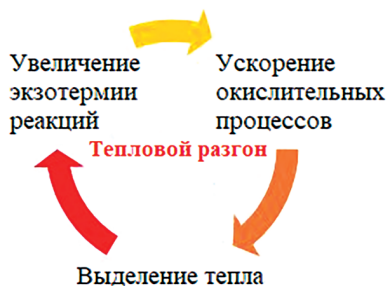 Увеличение
экзотермии
реакций
Ускорение
окислительных
процессов
Тепловой разгон
Выделение тепла